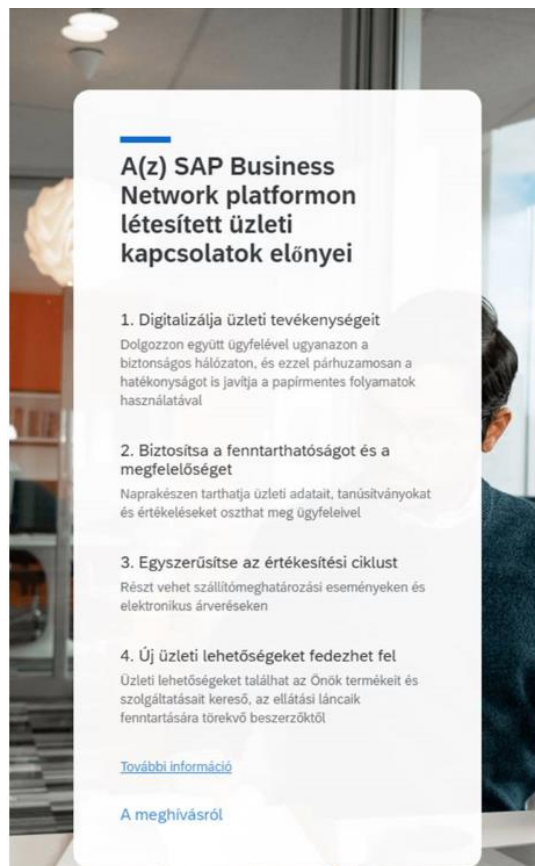 A(z) SAP Business
Network platformon
létesített üzleti
kapcsolatok előnyei
1. Digitalizálja üzleti tevékenységeit
Dolgozzon együtt ügyfelével ugyanazon a
biztonságos hálózaton, és ezzel párhuzamosan a
hatékonyságot is javítja a papírmentes folyamatok
használatával
2. Biztosítsa a fenntarthatóságot és a
megfelelőséget
Naprakészen tarthatja üzleti adatait, tanúsítványokat
és értékeléseket oszthat meg ügyfeleivel
3. Egyszerűsítse az értékesítési ciklust
Részt vehet szállítómeghatározási eseményeken és
elektronikus árveréseken
4. Új üzleti lehetőségeket fedezhet fel
Üzleti lehetőségeket találhat az Önök termékeit és
szolgáltatásait kereső, az ellátási láncaik
fenntartására törekvő beszerzőktől
További információ
A meghívásról